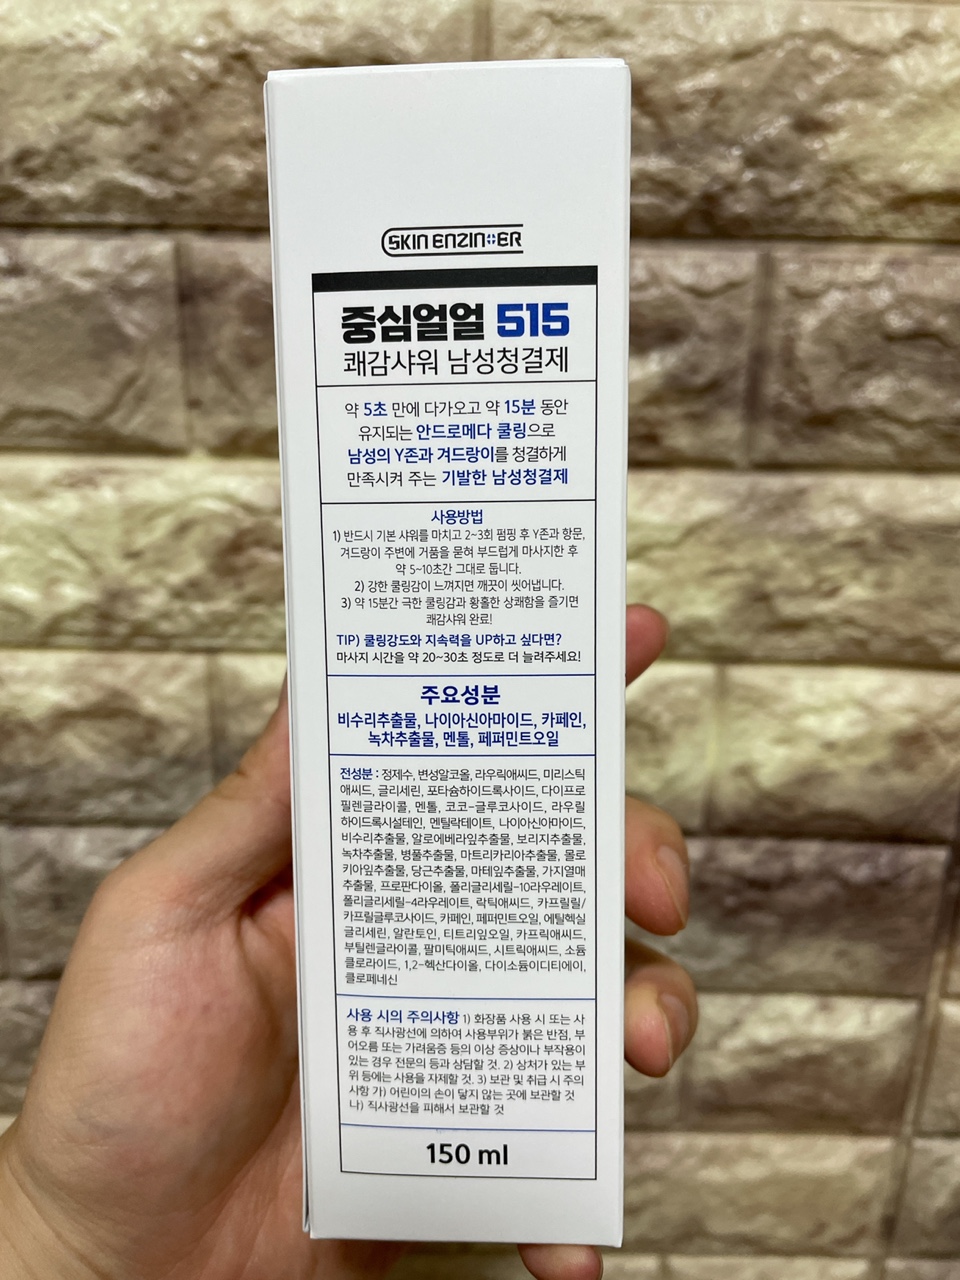 SKIN ENZINER
중심얼얼 515
쾌감샤워 남성청결제
약 5초 만에 다가오고 약 15분 동안
유지되는 안드로메다 쿨링으로
남성의 Y존과 겨드랑이를 청결하게
만족시켜 주는 기발한 남성청결제
사용방법
1) 반드시 기본 샤워를 마치고 2~3회 펌핑 후 Y존과 항문,
겨드랑이 주변에 거품을 묻혀 부드럽게 마사지한 후
약 5~10초간 그대로 둡니다.
2) 강한 쿨링감이 느껴지면 깨끗이 씻어냅니다.
3) 약 15분간 극한 쿨링감과 황홀한 상쾌함을 즐기면
쾌감샤워 완료!
TIP) 쿨링강도와 지속력을 UP하고 싶다면?
마사지 시간을 약 20~30초 정도로 더 늘려주세요!
주요성분
비수리추출물, 나이아신아마이드, 카페인,
녹차추출물, 멘톨, 페퍼민트오일
전성분 : 정제수, 변성알코올, 라우릭애씨드, 미리스틱
애씨드, 글리세린, 포타슘하이드록사이드, 다이프로
필렌글라이콜, 멘톨, 코코-글루코사이드, 라우릴
하이드록시설테인, 멘틸락테이트, 나이아신아마이드,
비수리추출물, 알로에베라잎추출물, 보리지추출물,
녹차추출물, 병풀추출물, 마트리카리아추출물, 몰로
키아잎추출물, 당근추출물, 마테잎추출물, 가지열매
추출물, 프로판다이올, 폴리글리세릴-10라우레이트,
폴리글리세릴-4라우레이트, 락틱애씨드, 카프릴릴/
카프릴글루코사이드, 카페인, 페퍼민트오일, 에틸헥실
글리세린, 알란토인, 티트리잎오일, 카프릭애씨드,
부틸렌글라이콜, 팔미틱애씨드, 시트릭애씨드, 소듐
클로라이드, 1,2-헥산다이올, 다이소듐이디티에이,
클로페네신
사용 시의 주의사항 1) 화장품 사용 시 또는 사
용 후 직사광선에 의하여 사용부위가 붉은 반점, 부
어오름 또는 가려움증 등의 이상 증상이나 부작용이
있는 경우 전문의 등과 상담할 것. 2) 상처가 있는 부
위 등에는 사용을 자제할 것. 3) 보관 및 취급 시 주의
사항 가) 어린이의 손이 닿지 않는 곳에 보관할 것
나) 직사광선을 피해서 보관할 것
150 ml